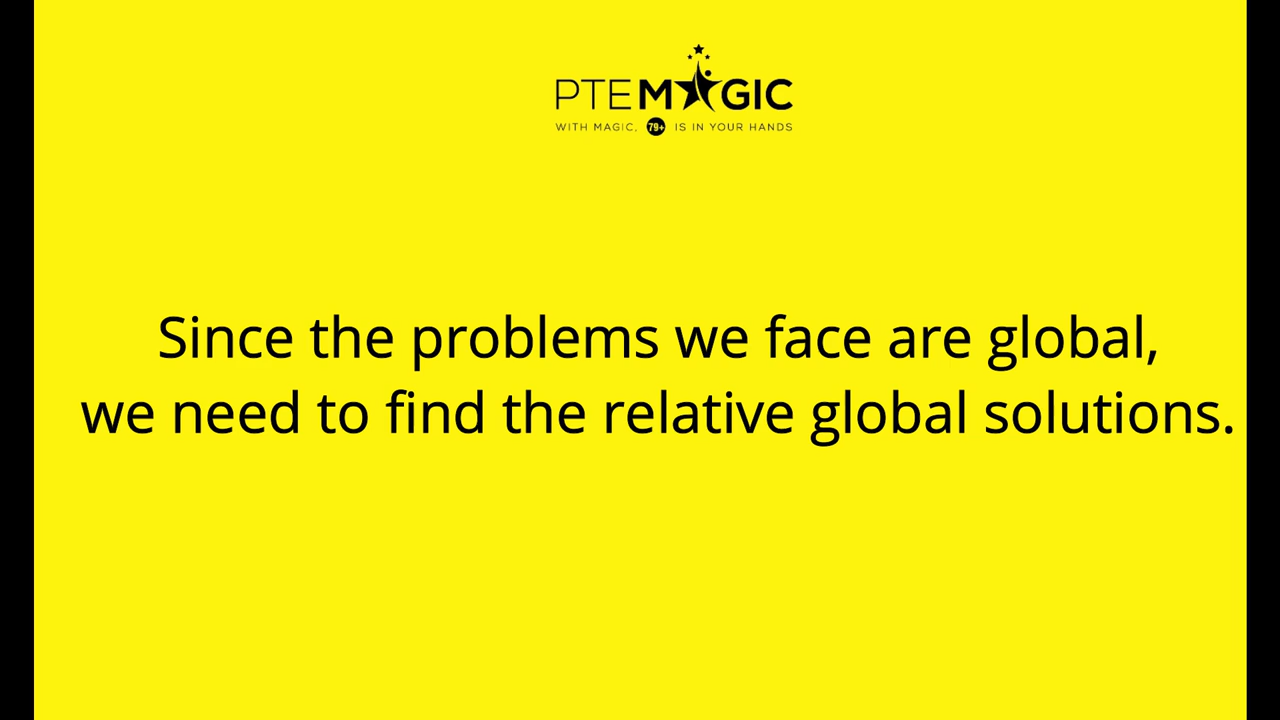 PTEMAGIC
WITH MAGIC, 79+ IS IN YOUR HANDS
Since the problems we face are global,
we need to find the relative global solutions.